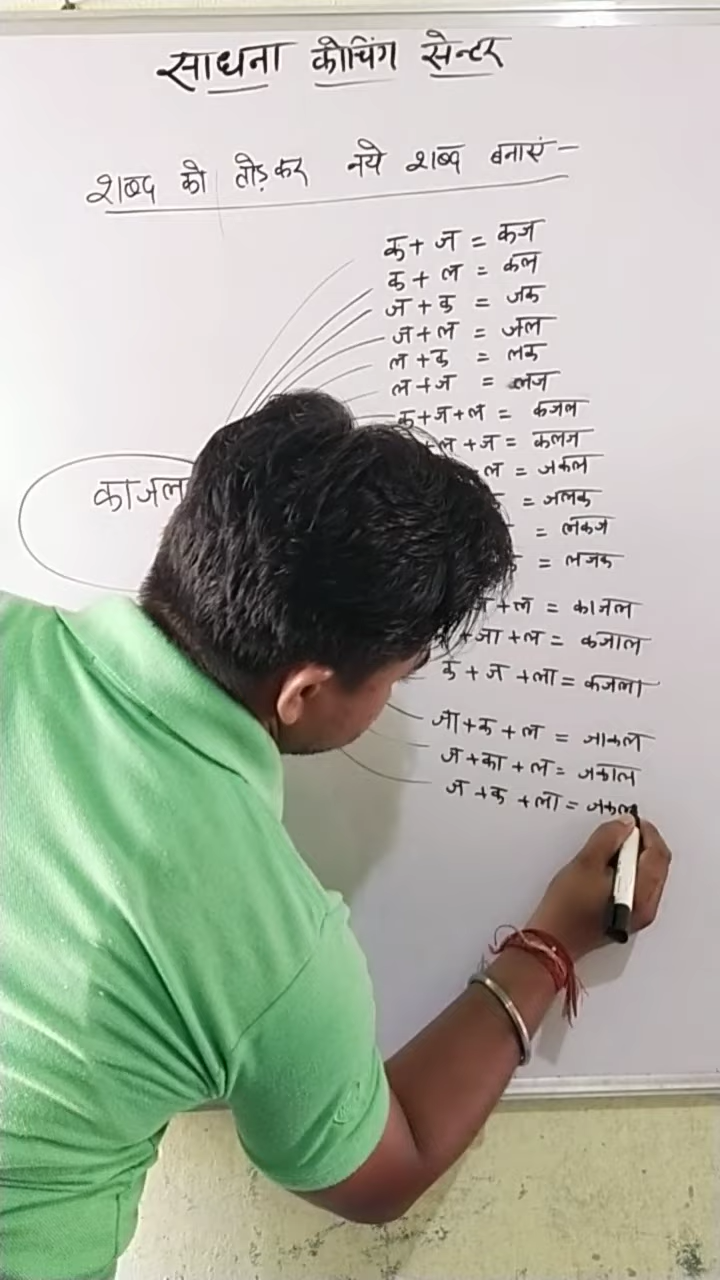 साधना कोचिंग सेन्टर
शब्द को तोड़कर नये शब्द बनाएं-
क + ज = कज
क + ल = कल
ज + क = जक
ज + ल = जल
ल + क = लक
ल + ज = लज
क + ज + ल = कजल
ल + ज = कलज
ल = जकल
काजल
= जलक
= लकज
= लजक
+ ल = काजल
+ जा + ल = कजाल
क + ज + ला = कजला
जा + क + ल = जाकल
ज + का + ल = जकाल
ज + क + ला = जकल